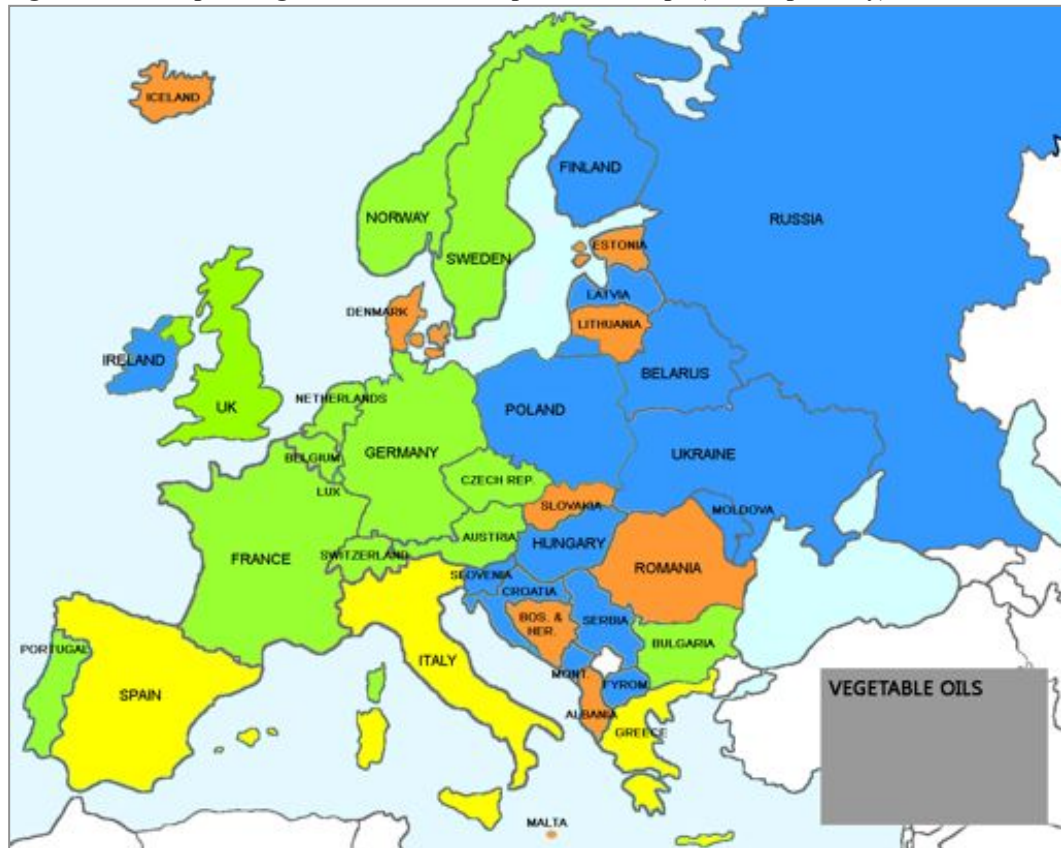 ICELAND
FINLAND
RUSSIA
NORWAY
SWEDEN
ESTONIA
LATVIA
DENMARK
LITHUANIA
IRELAND
BELARUS
NETHERLANDS
UK
POLAND
BELGIUM
GERMANY
UKRAINE
CZECH REP.
LUX
SLOVAKIA
MOLDOVA
AUSTRIA
HUNGARY
FRANCE
SWITZERLAND
ROMANIA
SLOVENIA
CROATIA
BOS. &
HER.
SERBIA
BULGARIA
PORTUGAL
ITALY
MONT.
SPAIN
FYROM
VEGETABLE OILS
ALBANIA
GREECE
MALTA